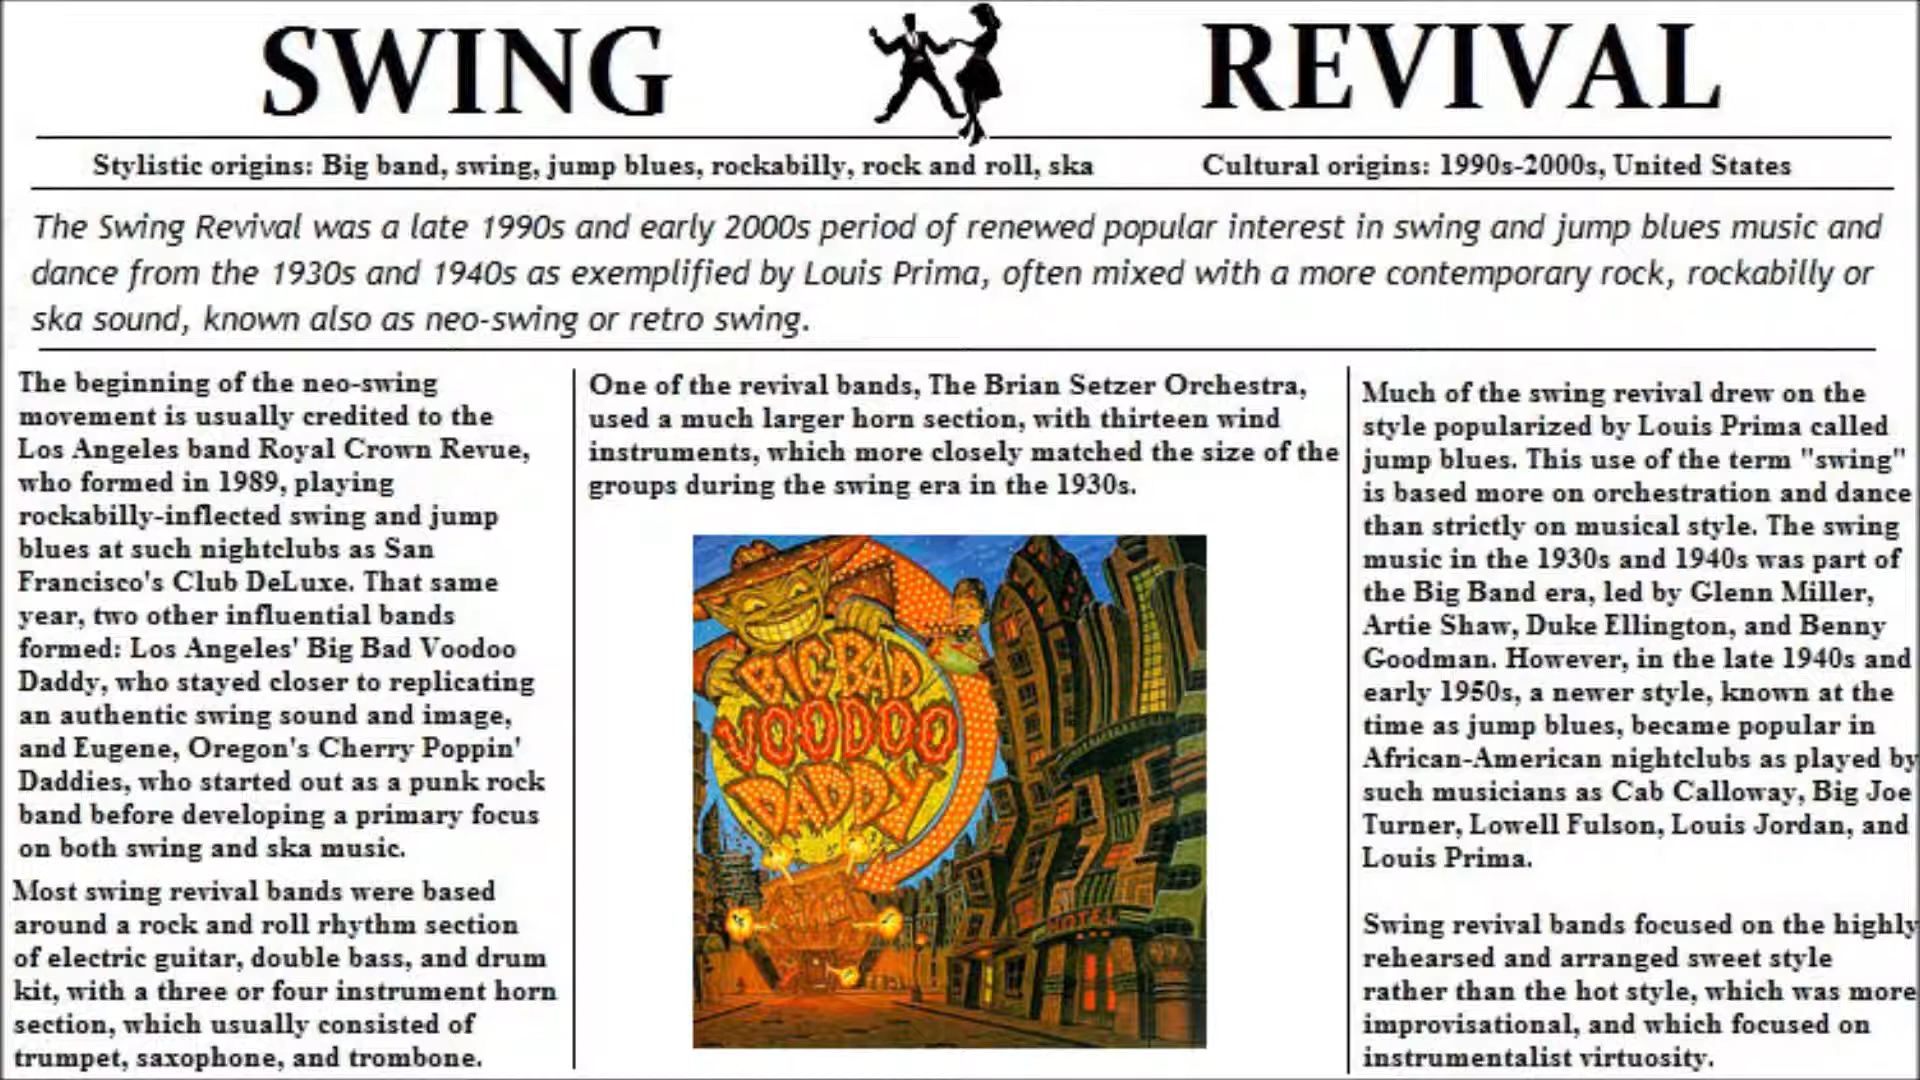 SWING REVIVAL
Stylistic origins: Big band, swing, jump blues, rockabilly, rock and roll, ska
Cultural origins: 1990s-2000s, United States
The Swing Revival was a late 1990s and early 2000s period of renewed popular interest in swing and jump blues music and
dance from the 1930s and 1940s as exemplified by Louis Prima, often mixed with a more contemporary rock, rockabilly or
ska sound, known also as neo-swing or retro swing.
The beginning of the neo-swing
movement is usually credited to the
Los Angeles band Royal Crown Revue,
who formed in 1989, playing
rockabilly-inflected swing and jump
blues at such nightclubs as San
Francisco's Club DeLuxe. That same
year, two other influential bands
formed: Los Angeles' Big Bad Voodoo
Daddy, who stayed closer to replicating
an authentic swing sound and image,
and Eugene, Oregon's Cherry Poppin'
Daddies, who started out as a punk rock
band before developing a primary focus
on both swing and ska music.
Most swing revival bands were based
around a rock and roll rhythm section
of electric guitar, double bass, and drum
kit, with a three or four instrument horn
section, which usually consisted of
trumpet, saxophone, and trombone.
One of the revival bands, The Brian Setzer Orchestra,
used a much larger horn section, with thirteen wind
instruments, which more closely matched the size of the
groups during the swing era in the 1930s.
BIG BAD
VOODOO
DADDY
HOTEL
Much of the swing revival drew on the
style popularized by Louis Prima called
jump blues. This use of the term "swing"
is based more on orchestration and dance
than strictly on musical style. The swing
music in the 1930s and 1940s was part of
the Big Band era, led by Glenn Miller,
Artie Shaw, Duke Ellington, and Benny
Goodman. However, in the late 1940s and
early 1950s, a newer style, known at the
time as jump blues, became popular in
African-American nightclubs as played by
such musicians as Cab Calloway, Big Joe
Turner, Lowell Fulson, Louis Jordan, and
Louis Prima.
Swing revival bands focused on the highly
rehearsed and arranged sweet style
rather than the hot style, which was more
improvisational, and which focused on
instrumentalist virtuosity.